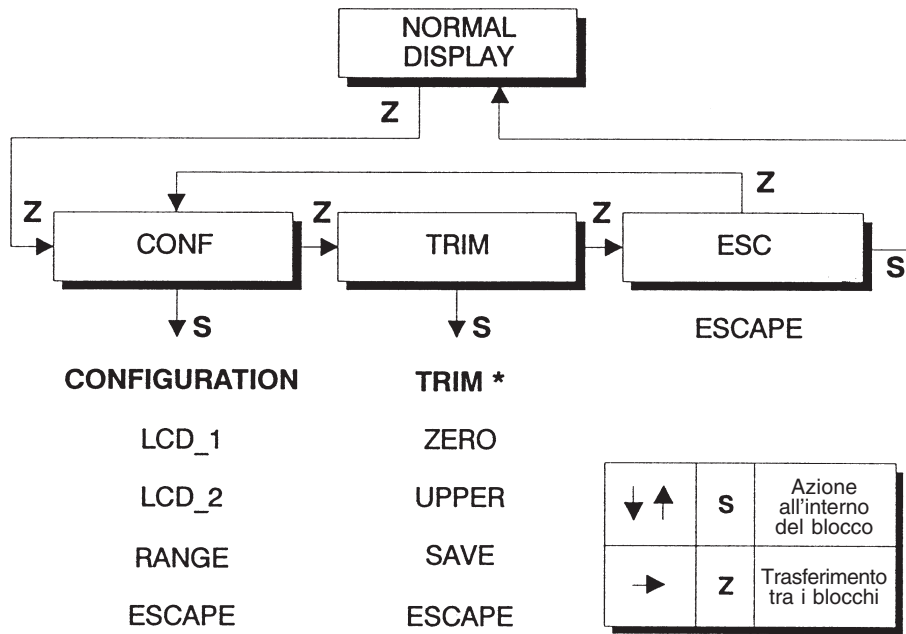 NORMAL
DISPLAY
Z
Z
Z
Z
Z
CONF
TRIM
ESC
S
S
S
ESCAPE
CONFIGURATION
LCD_1
LCD_2
RANGE
ESCAPE
TRIM *
ZERO
UPPER
SAVE
ESCAPE
S
Azione
all'interno
del blocco
Z
Trasferimento
tra i blocchi